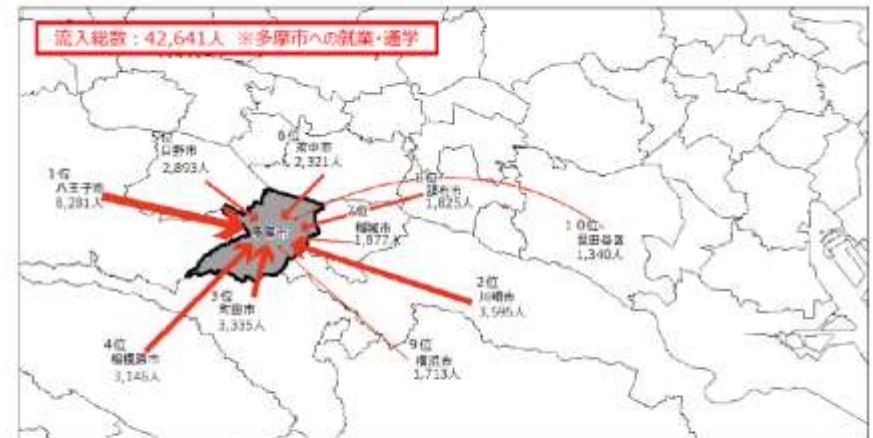 流入総数：42,641人 ※多摩市への就業・通学
5位
日野市
2,893人
6位
府中市
2,321人
1位
八王子市
8,281人
調布市
1,825人
7位
稲城市
1,877人
多摩市
10位
世田谷区
1,340人
2位
川崎市
3,595人
3位
町田市
3,335人
4位
相模原市
3,146人
9位
横浜市
1,713人